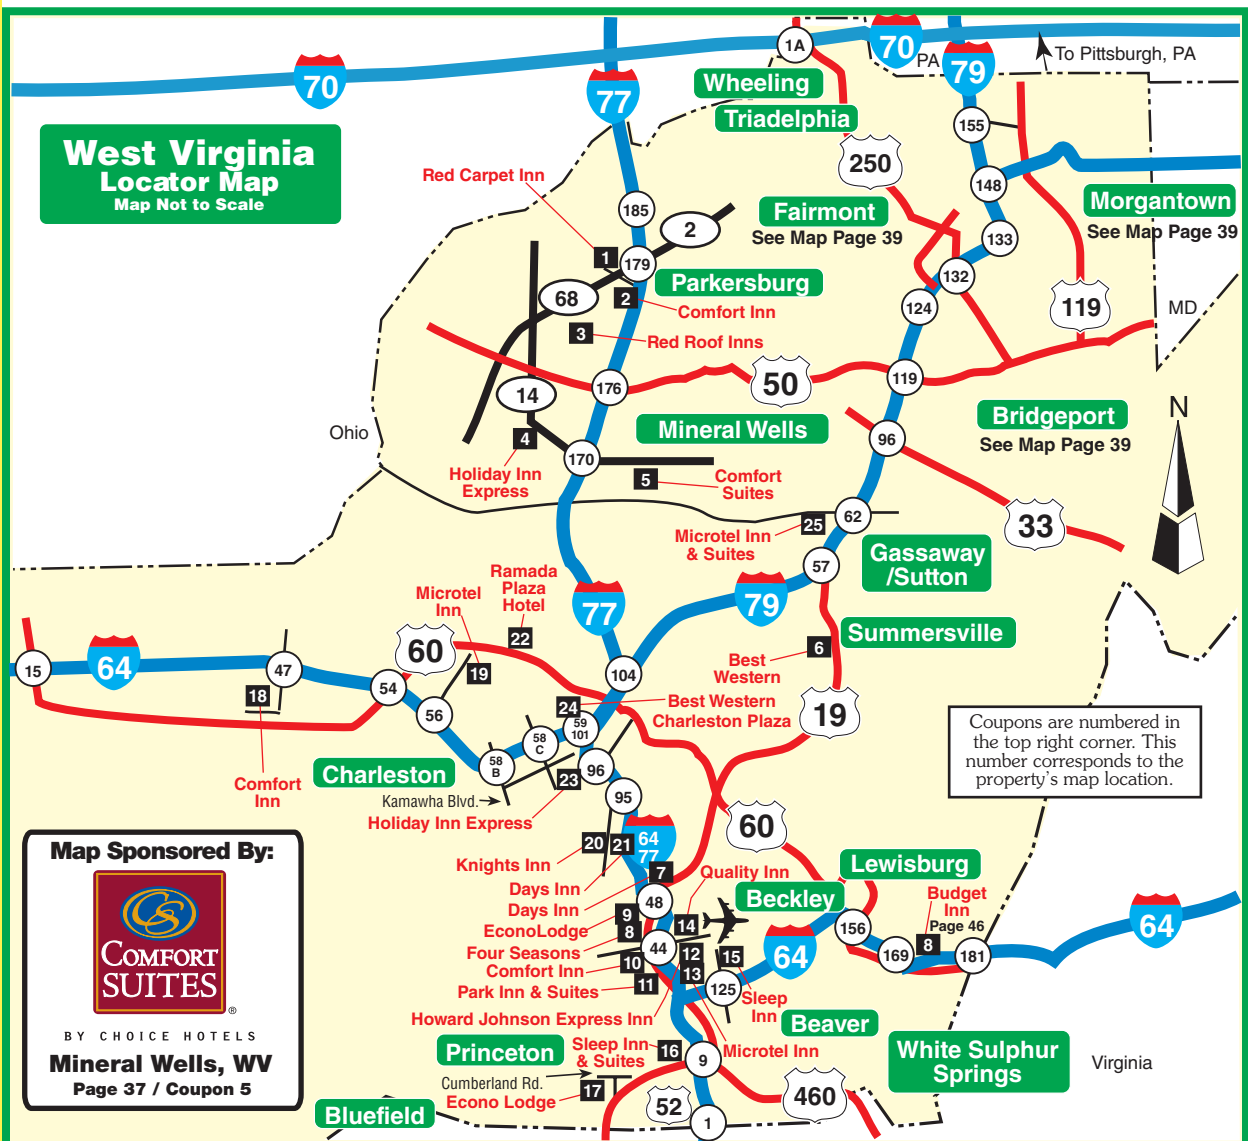 1A
70
PA
79
To Pittsburgh, PA
70
77
Wheeling
Triadelphia
155
West Virginia
Locator Map
Map Not to Scale
250
Red Carpet Inn
148
185
Fairmont
See Map Page 39
Morgantown
See Map Page 39
2
133
1
179
Parkersburg
132
68
2
Comfort Inn
124
119
MD
3
Red Roof Inns
50
176
119
14
Mineral Wells
Bridgeport
See Map Page 39
N
Ohio
4
96
170
Holiday Inn
Express
5
Comfort
Suites
62
25
Microtel Inn
& Suites
33
Gassaway
/Sutton
57
Ramada
Plaza
Hotel
Microtel
Inn
77
79
22
6
Summersville
60
64
15
47
19
104
Best
Western
54
18
24
Best Western
Charleston Plaza
19
56
59
101
58
C
Coupons are numbered in
the top right corner. This
number corresponds to the
property's map location.
58
B
96
Charleston
23
Comfort
Inn
Kamawha Blvd.
95
Holiday Inn Express
60
64
77
20
21
Map Sponsored By:
Knights Inn
7
Quality Inn
Lewisburg
Days Inn
Beckley
Budget
Inn
Page 46
Days Inn
48
9
EconoLodge
8
14
156
64
CS
COMFORT
SUITES
®
Four Seasons
44
12
15
64
169
8
181
Comfort Inn
10
13
Park Inn & Suites
11
125
Sleep
Inn
Howard Johnson Express Inn
Beaver
BY CHOICE HOTELS
Princeton
Sleep Inn
& Suites
16
Microtel Inn
White Sulphur
Springs
Virginia
Mineral Wells, WV
Page 37 / Coupon 5
9
Cumberland Rd.
Econo Lodge
17
52
460
Bluefield
1